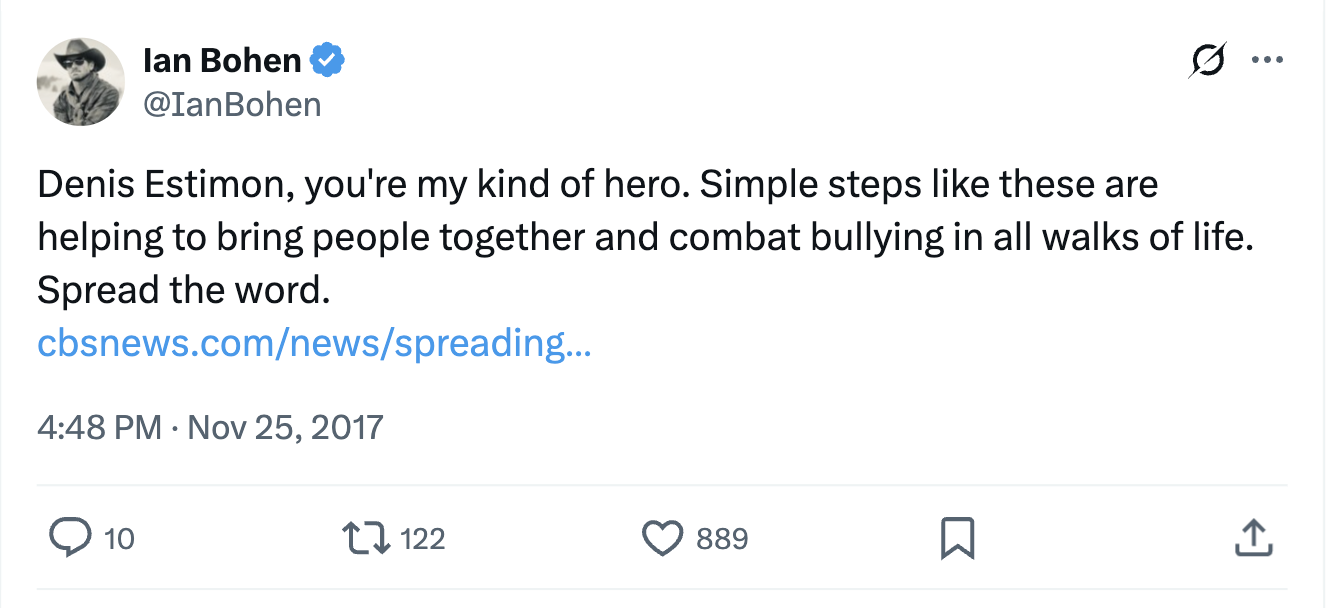 Ian Bohen
@IanBohen
Denis Estimon, you're my kind of hero. Simple steps like these are
helping to bring people together and combat bullying in all walks of life.
Spread the word.
cbsnews.com/news/spreading...
4:48 PM · Nov 25, 2017
10 122 889